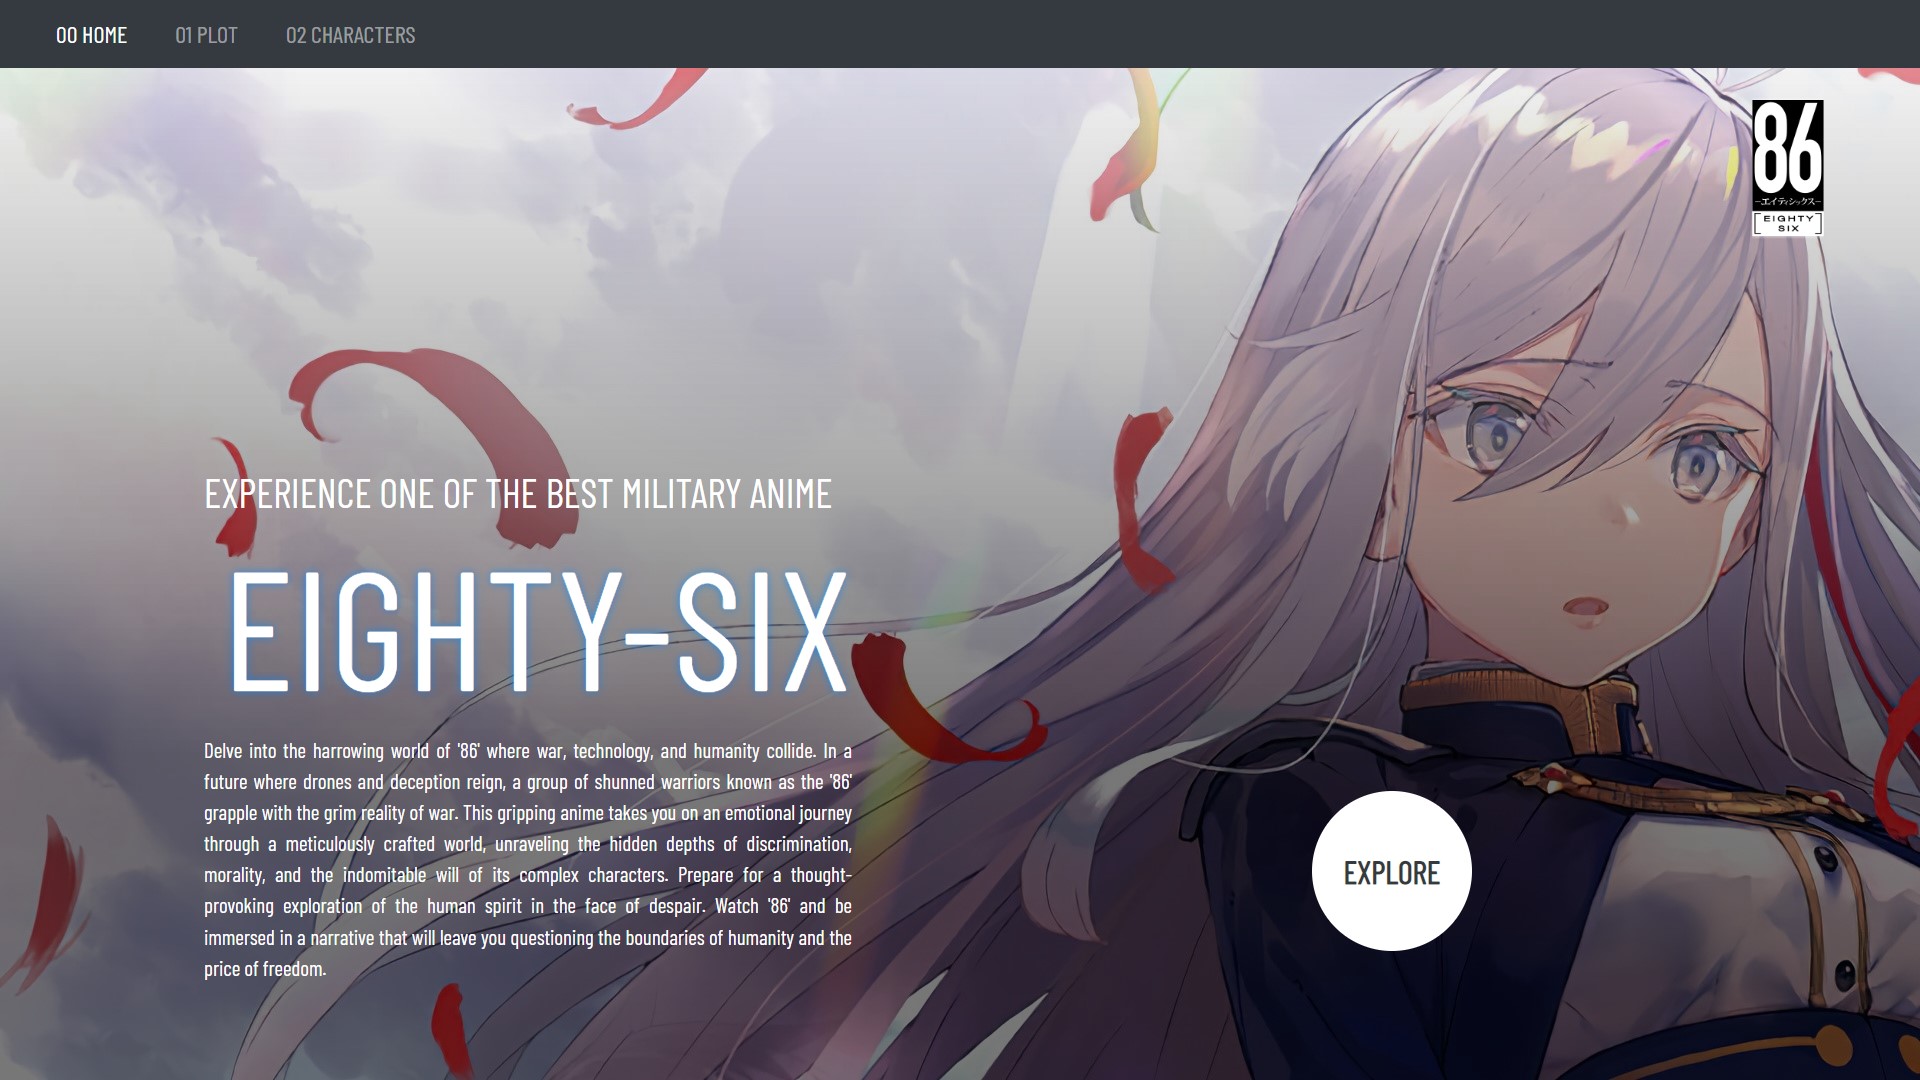 00 HOME
01 PLOT
02 CHARACTERS
86
–エイティシックス–
EIGHTY
SIX
EXPERIENCE ONE OF THE BEST MILITARY ANIME
EIGHTY-SIX
Delve into the harrowing world of '86' where war, technology, and humanity collide. In a
future where drones and deception reign, a group of shunned warriors known as the '86'
grapple with the grim reality of war. This gripping anime takes you on an emotional journey
through a meticulously crafted world, unraveling the hidden depths of discrimination,
morality, and the indomitable will of its complex characters. Prepare for a thought-
provoking exploration of the human spirit in the face of despair. Watch '86' and be
immersed in a narrative that will leave you questioning the boundaries of humanity and the
price of freedom.
EXPLORE